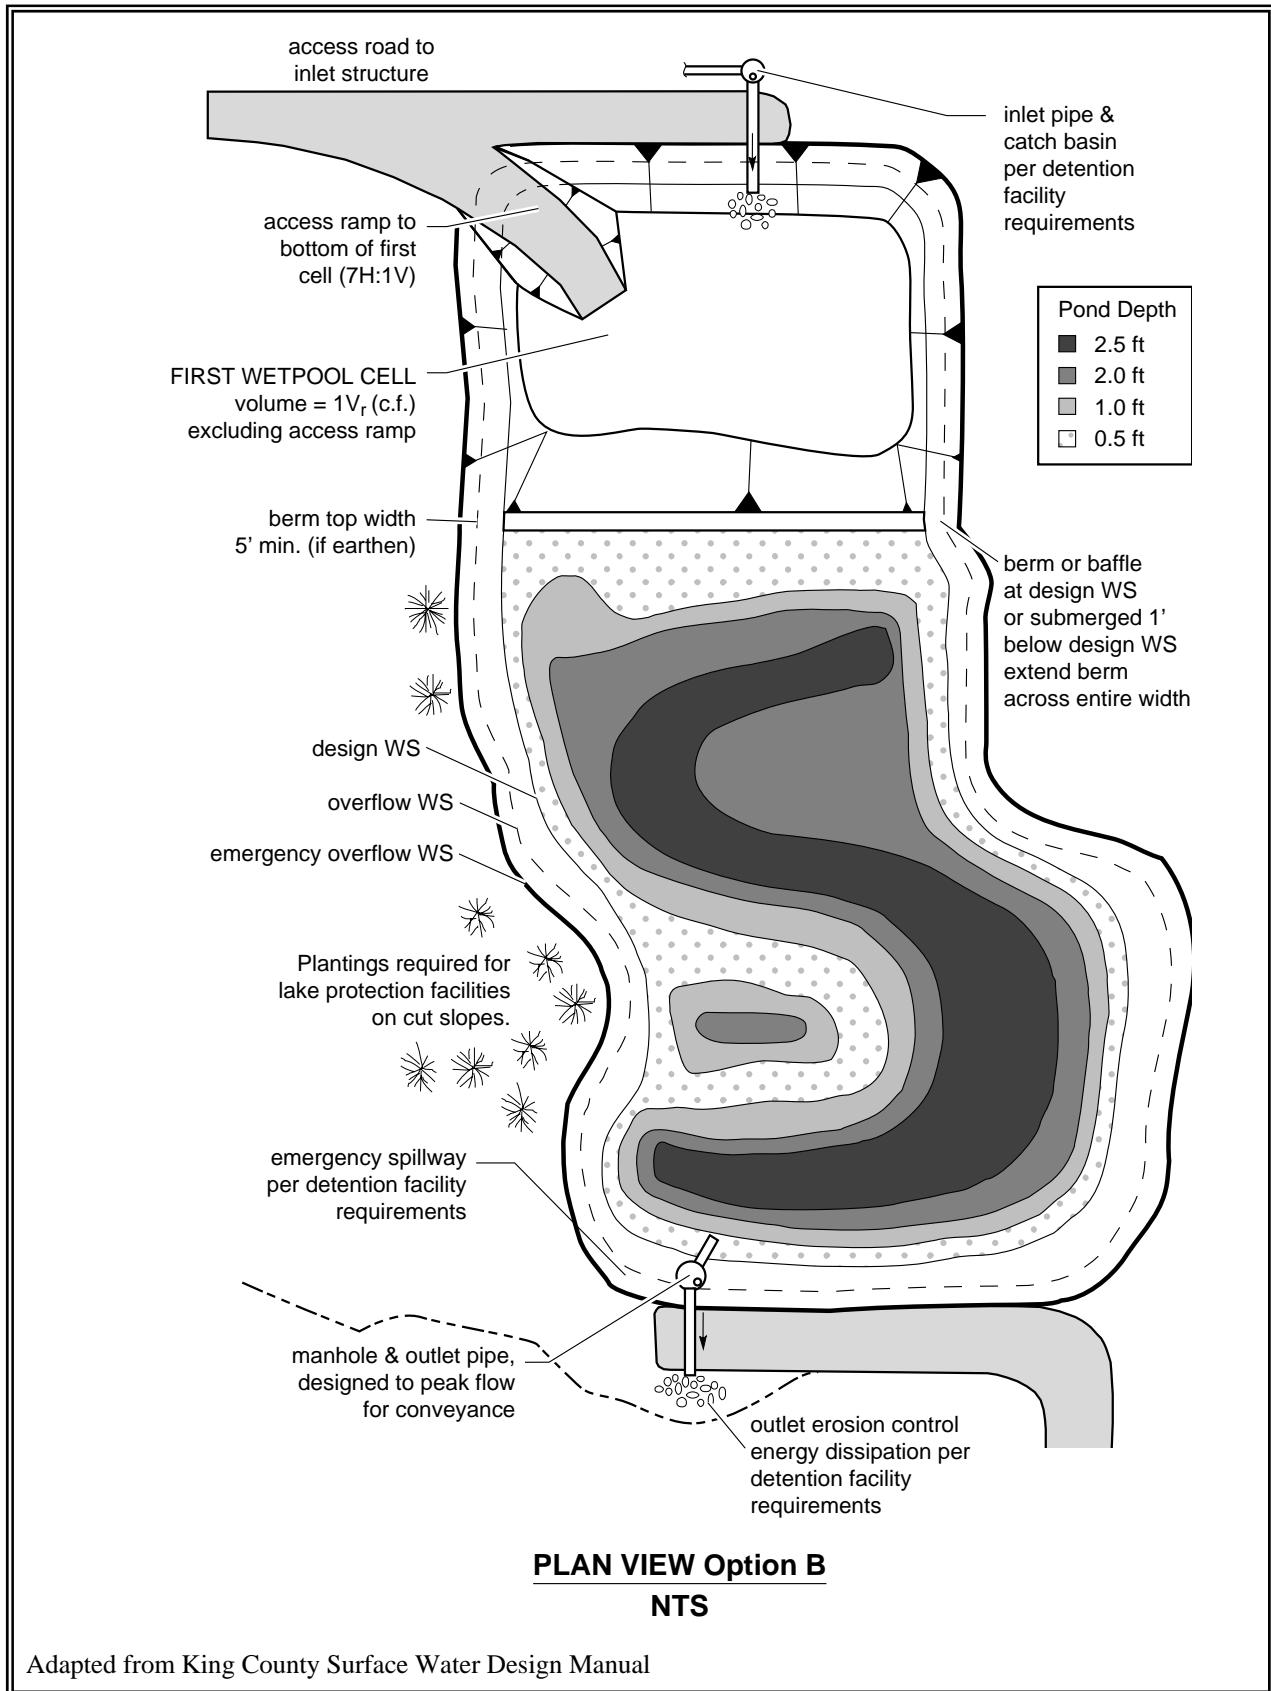 access road to
inlet structure
inlet pipe &
catch basin
per detention
facility
requirements
access ramp to
bottom of first
cell (7H:1V)
Pond Depth
2.5 ft
2.0 ft
1.0 ft
0.5 ft
FIRST WETPOOL CELL
volume = 1Vr (c.f.)
excluding access ramp
berm top width
5’ min. (if earthen)
berm or baffle
at design WS
or submerged 1’
below design WS
extend berm
across entire width
design WS
overflow WS
emergency overflow WS
Plantings required for
lake protection facilities
on cut slopes.
emergency spillway
per detention facility
requirements
manhole & outlet pipe,
designed to peak flow
for conveyance
outlet erosion control
energy dissipation per
detention facility
requirements
PLAN VIEW Option B
NTS
Adapted from King County Surface Water Design Manual